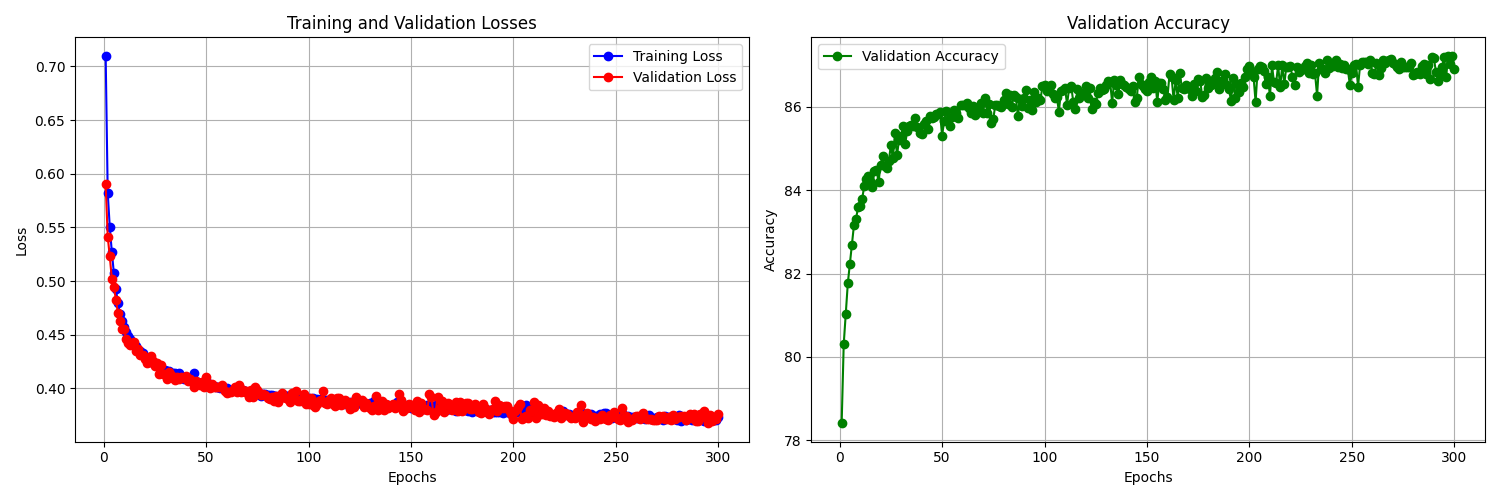 Training and Validation Losses
Training Loss
Validation Loss
0.70
0.65
0.60
0.55
0.50
0.45
0.40
Loss
0
50
100
150
200
250
300
Epochs
Validation Accuracy
Validation Accuracy
86
84
82
80
78
Accuracy
0
50
100
150
200
250
300
Epochs